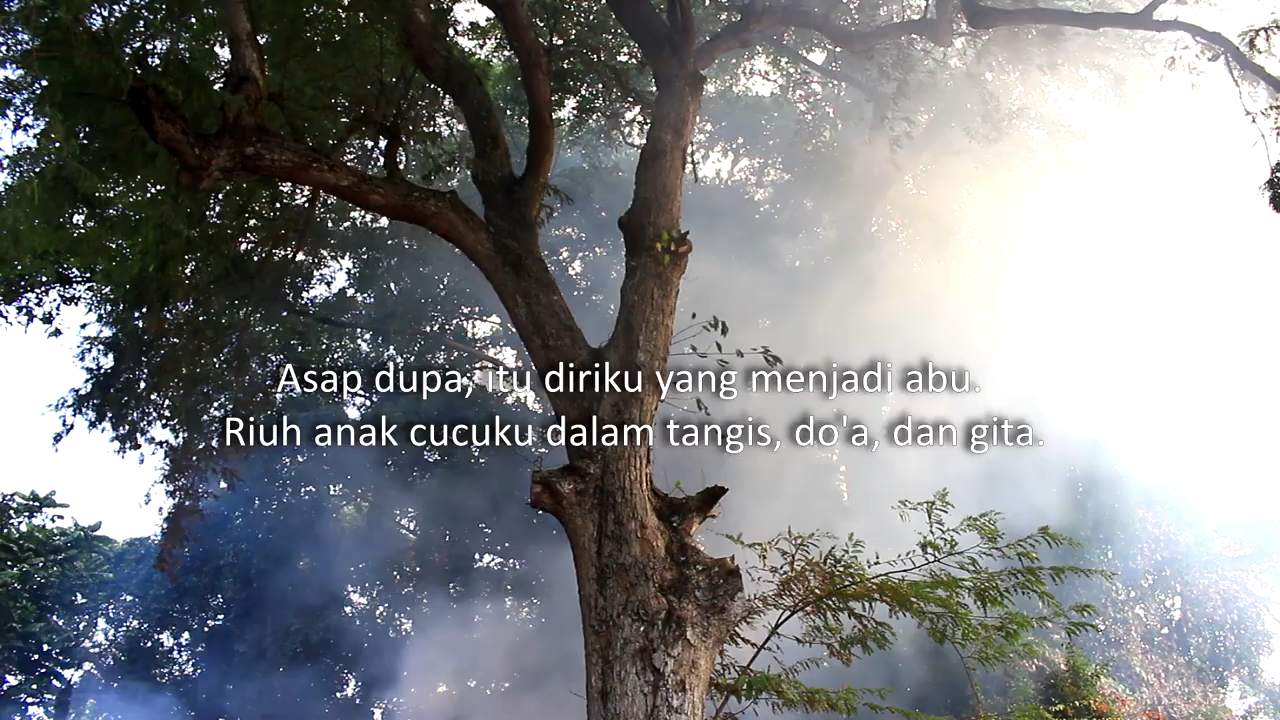 Asap dupa, itu diriku yang menjadi abu.
Riuh anak cucuku dalam tangis, do'a, dan gita.